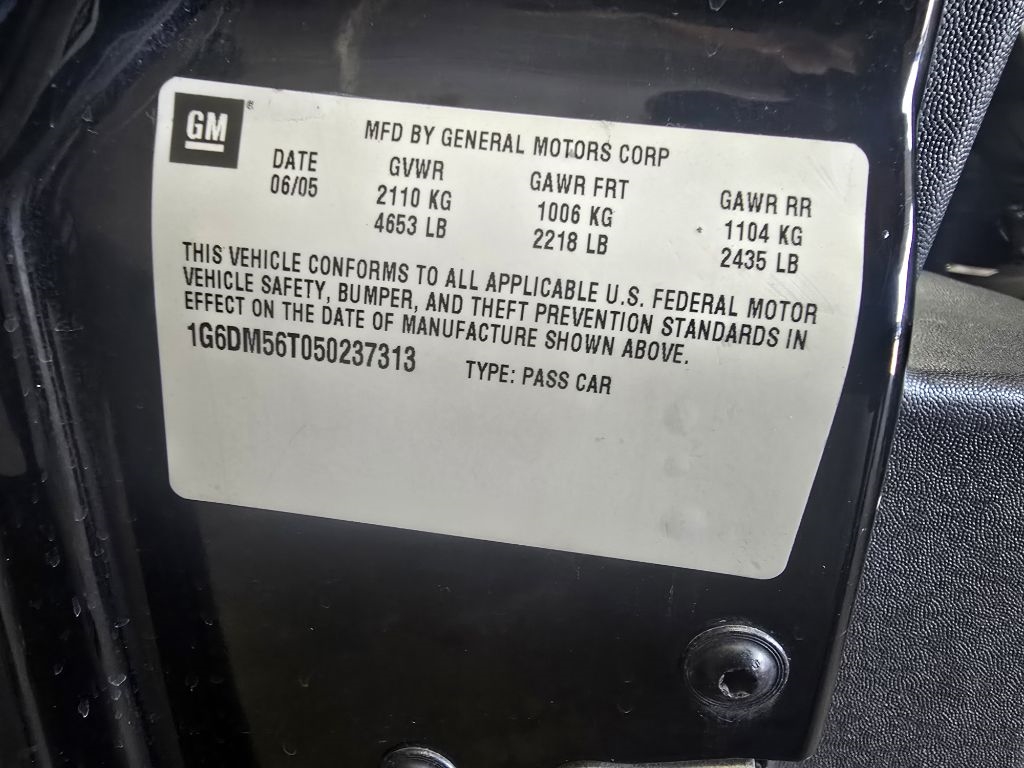 GM®
MFD BY GENERAL MOTORS CORP
DATE GVWR GAWR FRT GAWR RR
06/05 2110 KG 1006 KG 1104 KG
4653 LB 2218 LB 2435 LB
THIS VEHICLE CONFORMS TO ALL APPLICABLE U.S. FEDERAL MOTOR
VEHICLE SAFETY, BUMPER, AND THEFT PREVENTION STANDARDS IN
EFFECT ON THE DATE OF MANUFACTURE SHOWN ABOVE.
1G6DM56T050237313 TYPE: PASS CAR